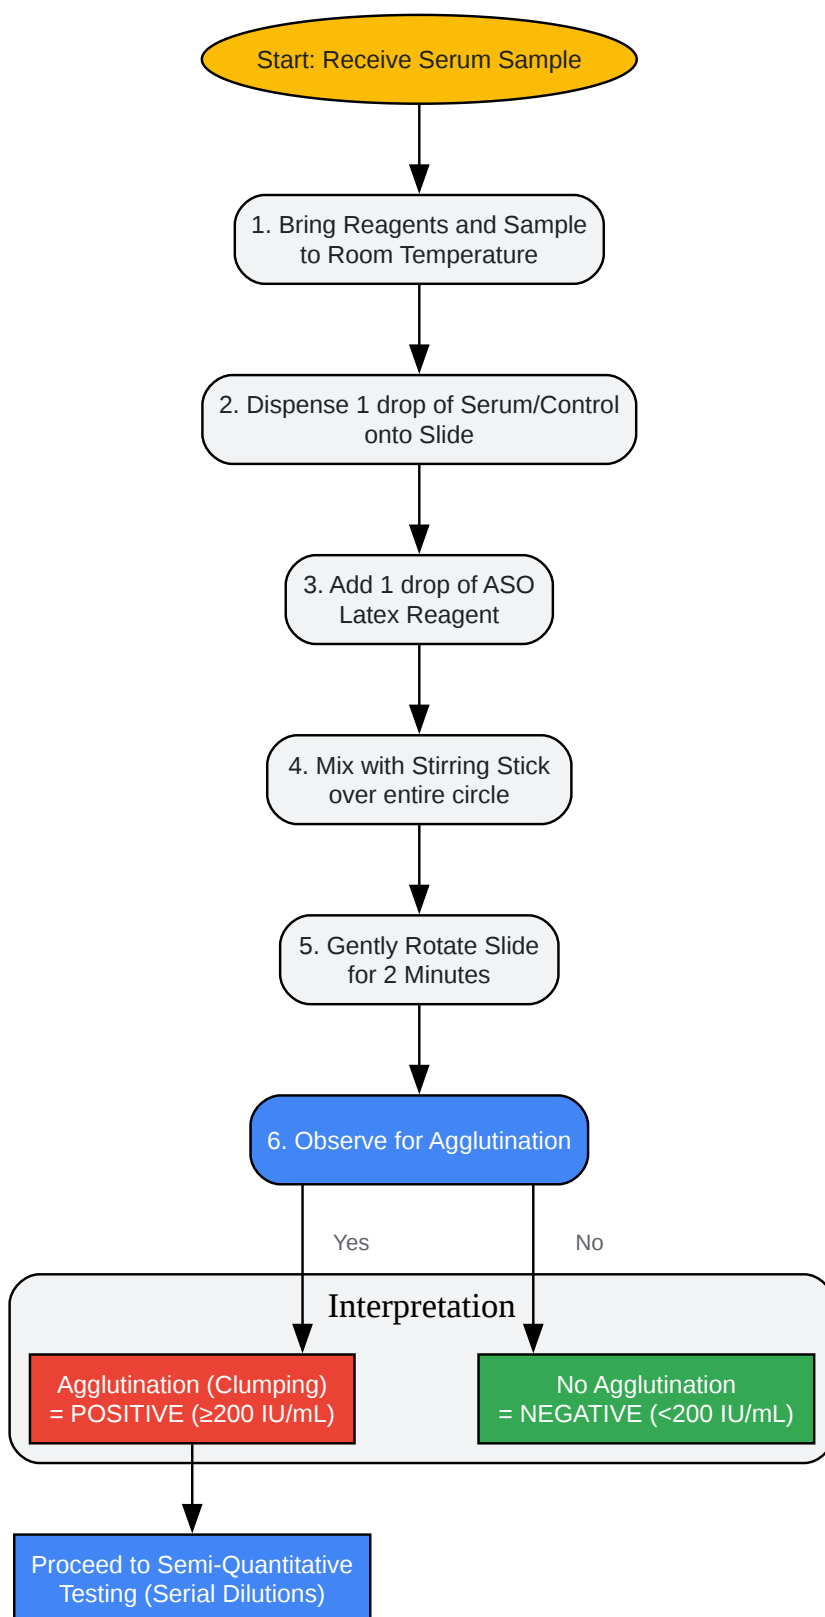 Start: Receive Serum Sample
1. Bring Reagents and Sample
to Room Temperature
2. Dispense 1 drop of Serum/Control
onto Slide
3. Add 1 drop of ASO
Latex Reagent
4. Mix with Stirring Stick
over entire circle
5. Gently Rotate Slide
for 2 Minutes
6. Observe for Agglutination
Yes
No
Interpretation
Agglutination (Clumping)
= POSITIVE (≥200 IU/mL)
No Agglutination
= NEGATIVE (<200 IU/mL)
Proceed to Semi-Quantitative
Testing (Serial Dilutions)